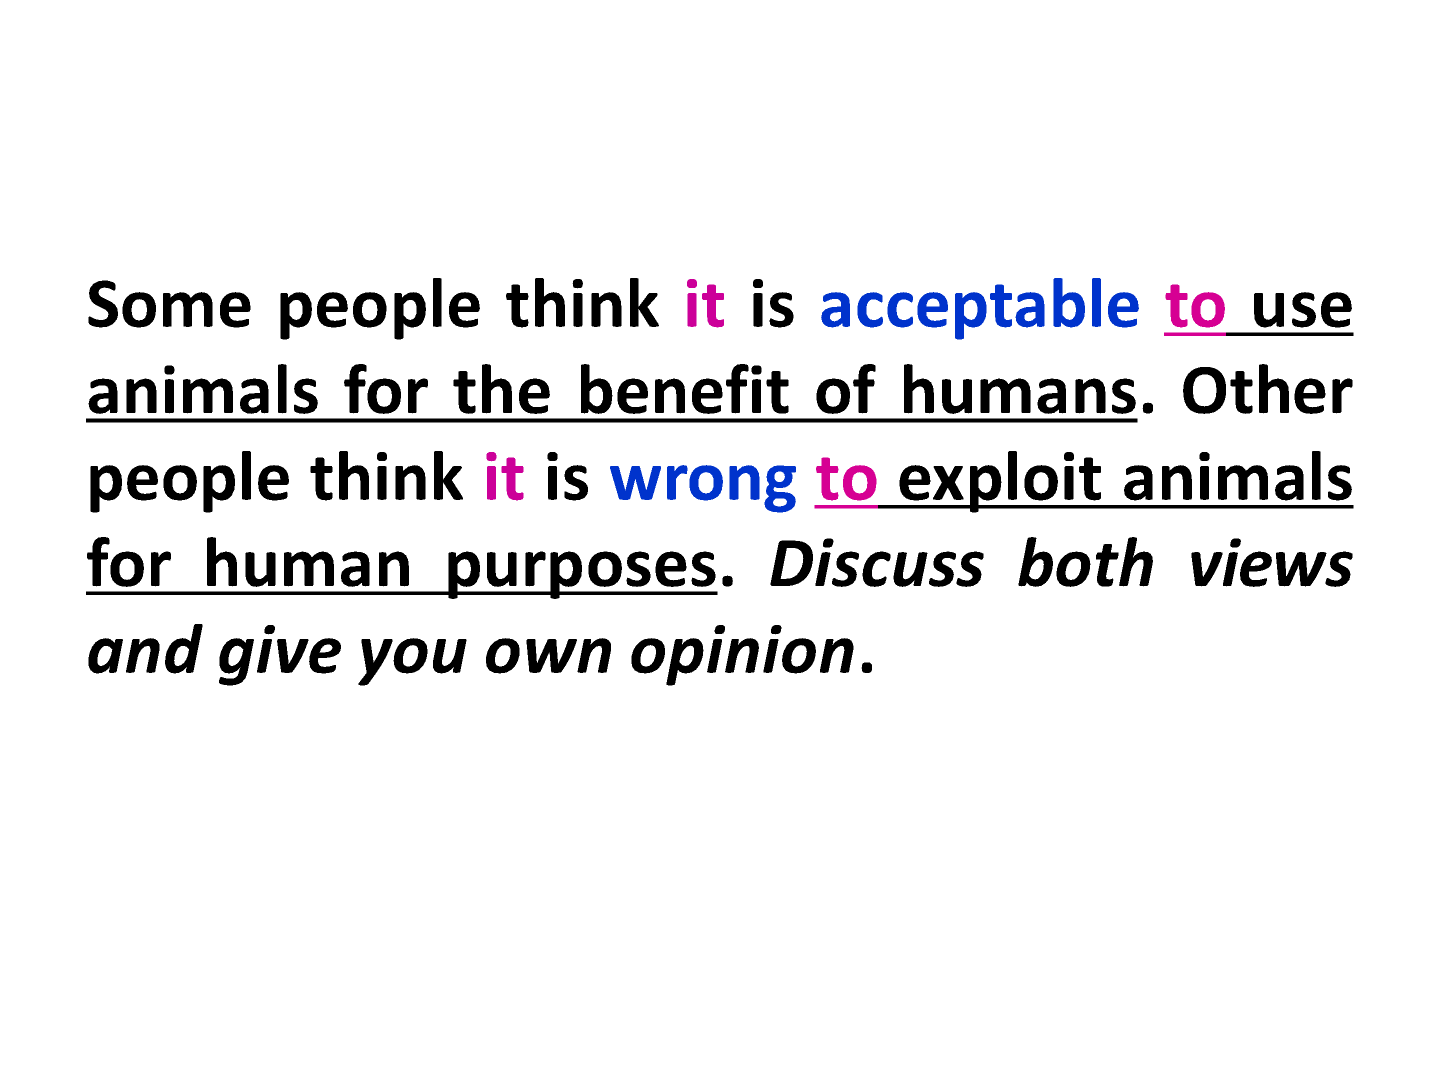 Some people think it is acceptable to use
animals for the benefit of humans. Other
people think it is wrong to exploit animals
for human purposes. Discuss both views
and give you own opinion.